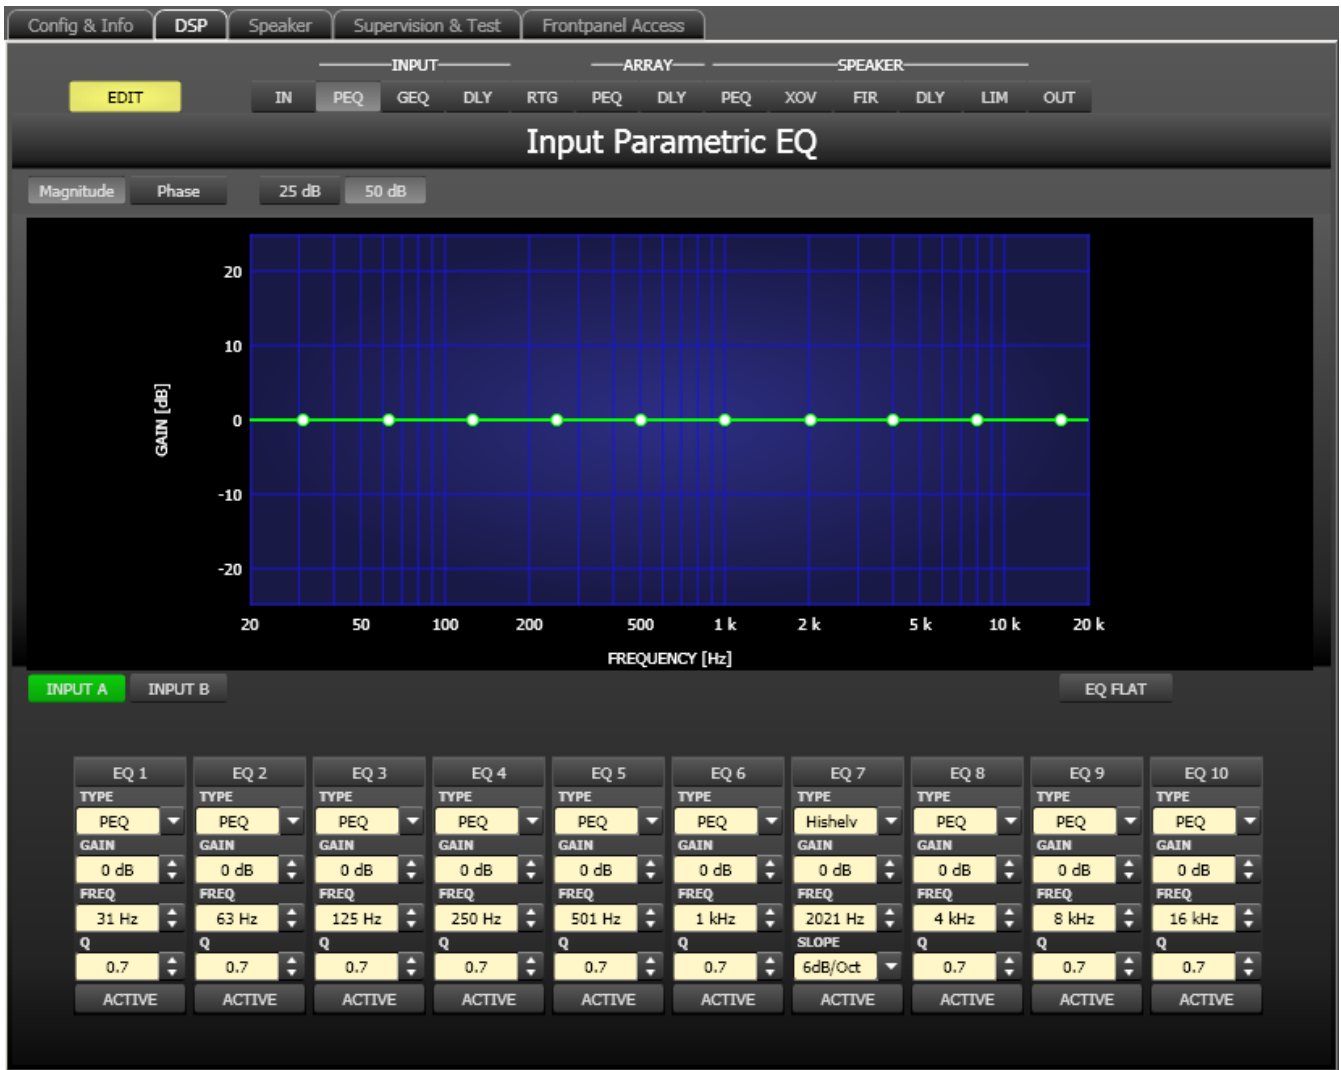 Config & Info DSP Speaker Supervision & Test Frontpanel Access
INPUT ARRAY SPEAKER
EDIT IN PEQ GEQ DLY RTG PEQ DLY PEQ XOV FIR DLY LIM OUT
Input Parametric EQ
Magnitude Phase 25 dB 50 dB
20
10
0
-10
-20
GAIN [dB]
20 50 100 200 500 1 k 2 k 5 k 10 k 20 k
FREQUENCY [Hz]
INPUT A INPUT B EQ FLAT
EQ 1 EQ 2 EQ 3 EQ 4 EQ 5 EQ 6 EQ 7 EQ 8 EQ 9 EQ 10
TYPE TYPE TYPE TYPE TYPE TYPE TYPE TYPE TYPE TYPE
PEQ PEQ PEQ PEQ PEQ PEQ Hishelv PEQ PEQ PEQ
GAIN GAIN GAIN GAIN GAIN GAIN GAIN GAIN GAIN GAIN
0 dB 0 dB 0 dB 0 dB 0 dB 0 dB 0 dB 0 dB 0 dB 0 dB
FREQ FREQ FREQ FREQ FREQ FREQ FREQ FREQ FREQ FREQ
31 Hz 63 Hz 125 Hz 250 Hz 501 Hz 1 kHz 2021 Hz 4 kHz 8 kHz 16 kHz
Q Q Q Q Q Q SLOPE Q Q Q
0.7 0.7 0.7 0.7 0.7 0.7 6dB/Oct 0.7 0.7 0.7
ACTIVE ACTIVE ACTIVE ACTIVE ACTIVE ACTIVE ACTIVE ACTIVE ACTIVE ACTIVE